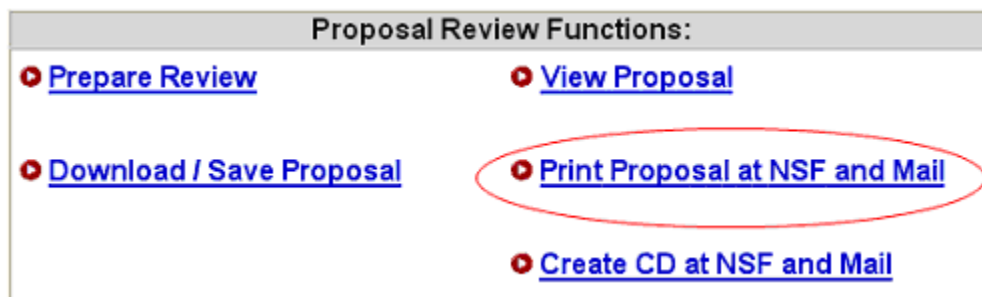 Proposal Review Functions:
Prepare Review
View Proposal
Download / Save Proposal
Print Proposal at NSF and Mail
Create CD at NSF and Mail